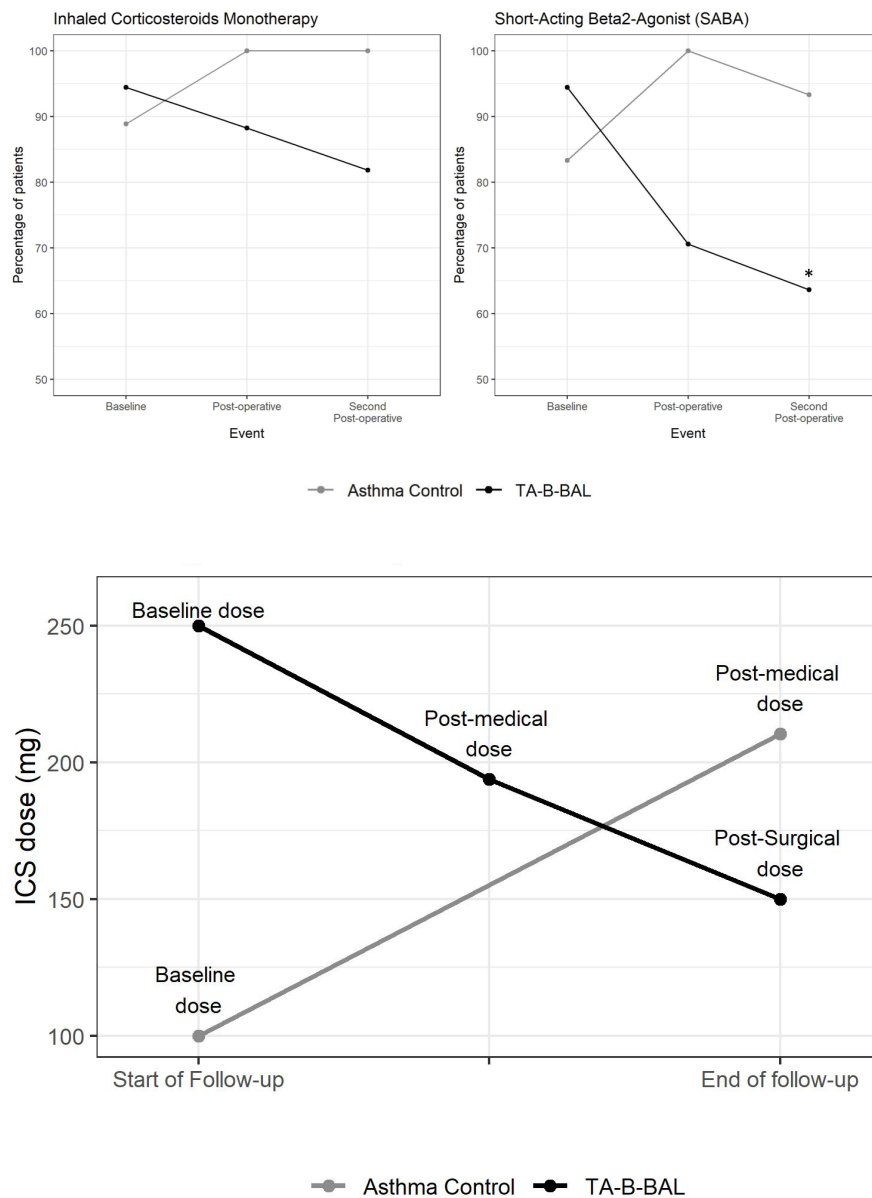 Inhaled Corticosteroids Monotherapy
100
90
80
70
60
50
Percentage of patients
Baseline
Post-operative
Second
Post-operative
Event
Short-Acting Beta2-Agonist (SABA)
100
90
80
70
60
50
Percentage of patients
*
Baseline
Post-operative
Second
Post-operative
Event
Asthma Control TA-B-BAL
ICS dose (mg)
250
200
150
100
Baseline dose
Post-medical
dose
Post-medical
dose
Post-Surgical
dose
Baseline
dose
Start of Follow-up
End of follow-up
Asthma Control TA-B-BAL